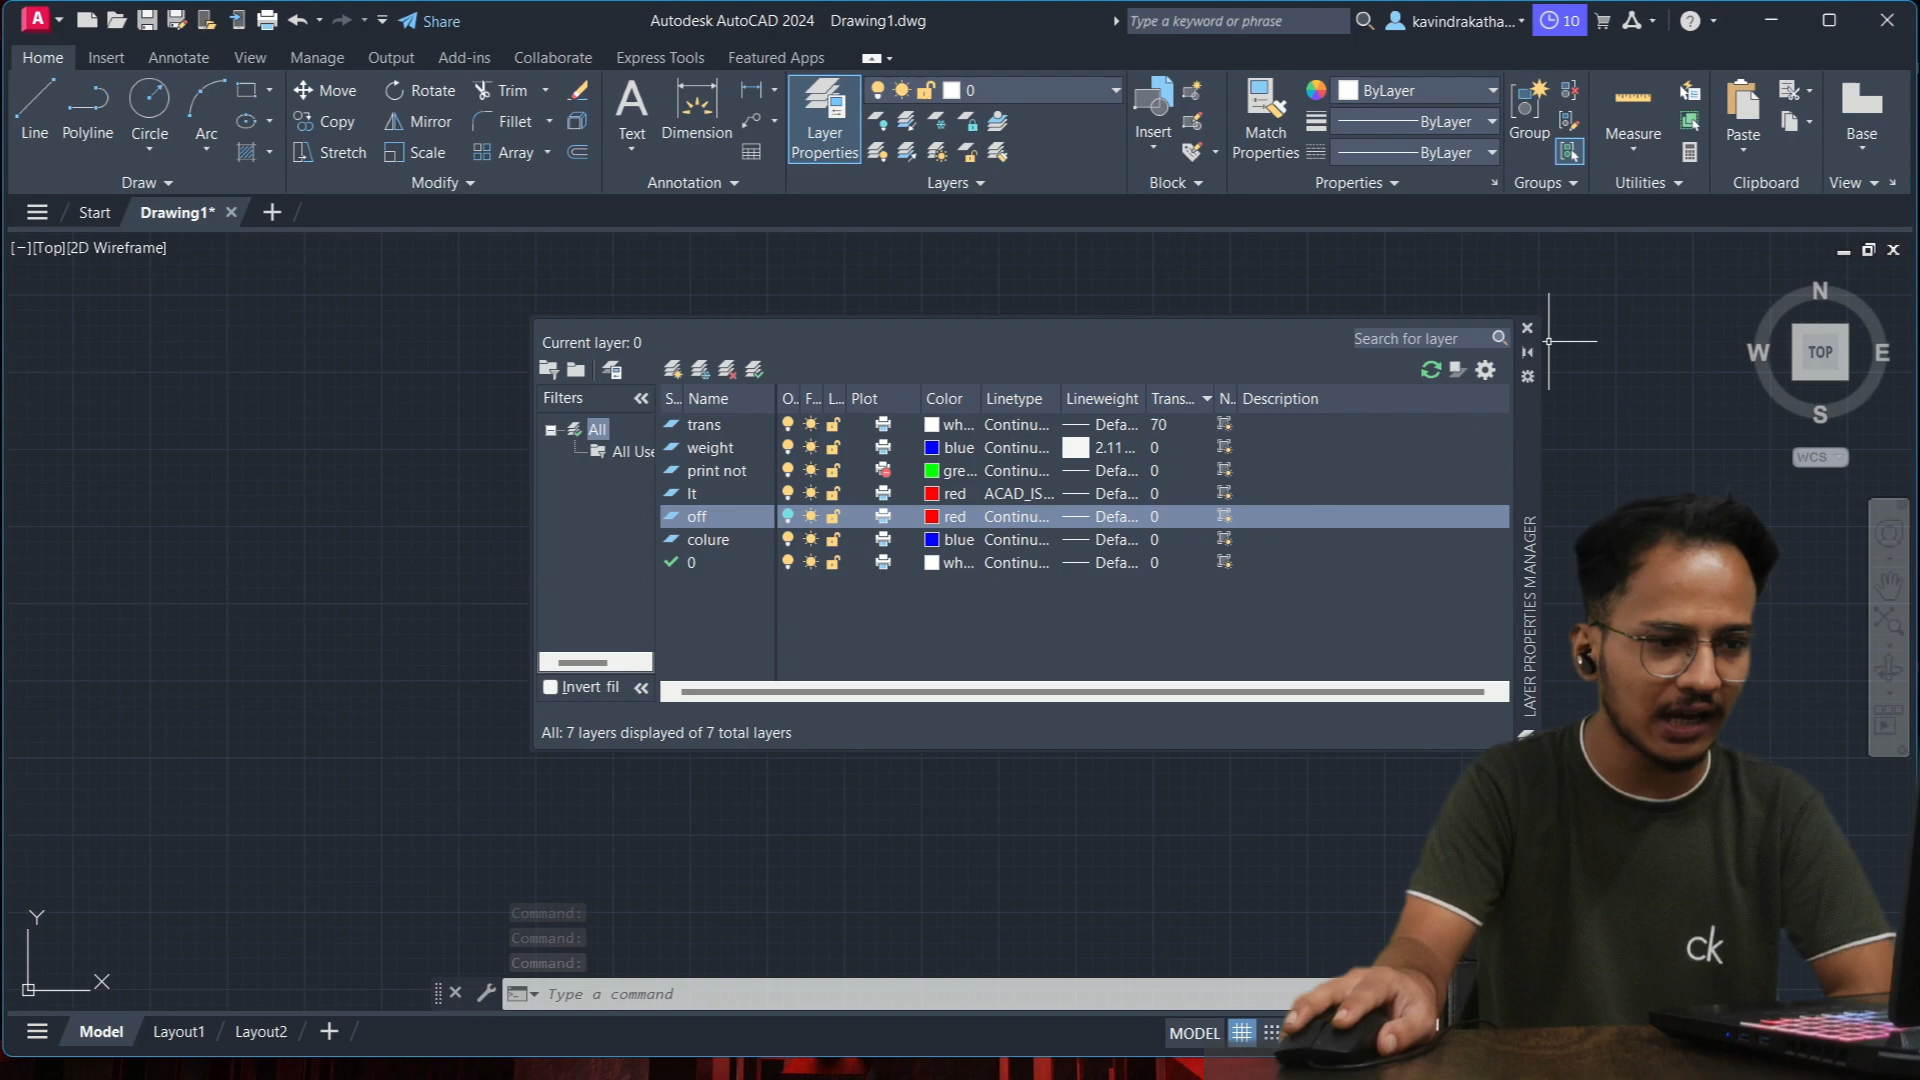 A Share Autodesk AutoCAD 2024 Drawing1.dwg Type a keyword or phrase kavindrakatha... 10
Home Insert Annotate View Manage Output Add-ins Collaborate Express Tools Featured Apps
Move Rotate Trim 0 ByLayer
Copy Mirror Fillet ByLayer
Line Polyline Circle Arc Text Dimension Layer Properties Insert Match Properties Group Measure Paste Base
Stretch Scale Array ByLayer
Draw Modify Annotation Layers Block Properties Groups Utilities Clipboard View
Start Drawing1*
[−][Top][2D Wireframe]
N
W TOP E
S
WCS
Current layer: 0 Search for layer
Filters S... Name O.. F... L... Plot Color Linetype Lineweight Trans... N.. Description
All
All Use
trans wh... Continu... Defa... 70
weight blue Continu... 2.11... 0
print not gre... Continu... Defa... 0
lt red ACAD_IS... Defa... 0
off red Continu... Defa... 0
colure blue Continu... Defa... 0
0 wh... Continu... Defa... 0
Invert fil
All: 7 layers displayed of 7 total layers
LAYER PROPERTIES MANAGER
Command:
Command:
Command:
Type a command
Y
X
ck
Model Layout1 Layout2 MODEL